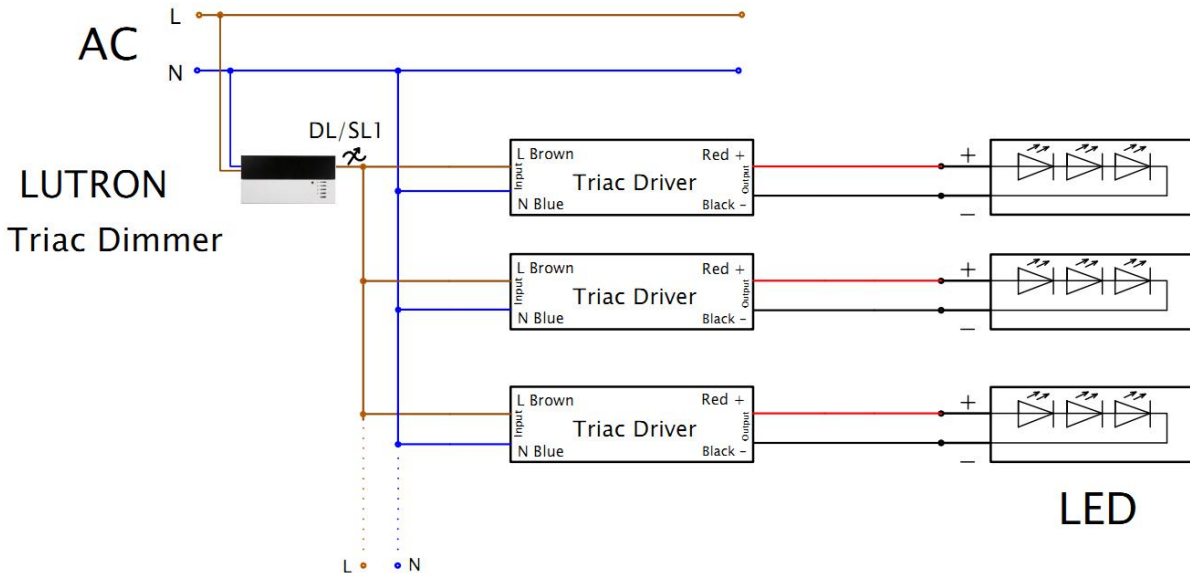 L
AC
N
DL/SL1
LUTRON
Triac Dimmer
L Brown
Red +
Input
Triac Driver
Output
N Blue
Black -
+
−
L Brown
Red +
Input
Triac Driver
Output
N Blue
Black -
+
−
L Brown
Red +
Input
Triac Driver
Output
N Blue
Black -
+
−
LED
L
N